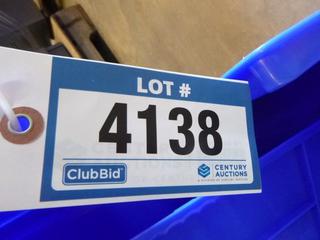 LOT #
4138
ClubBid
CENTURY
AUCTIONS